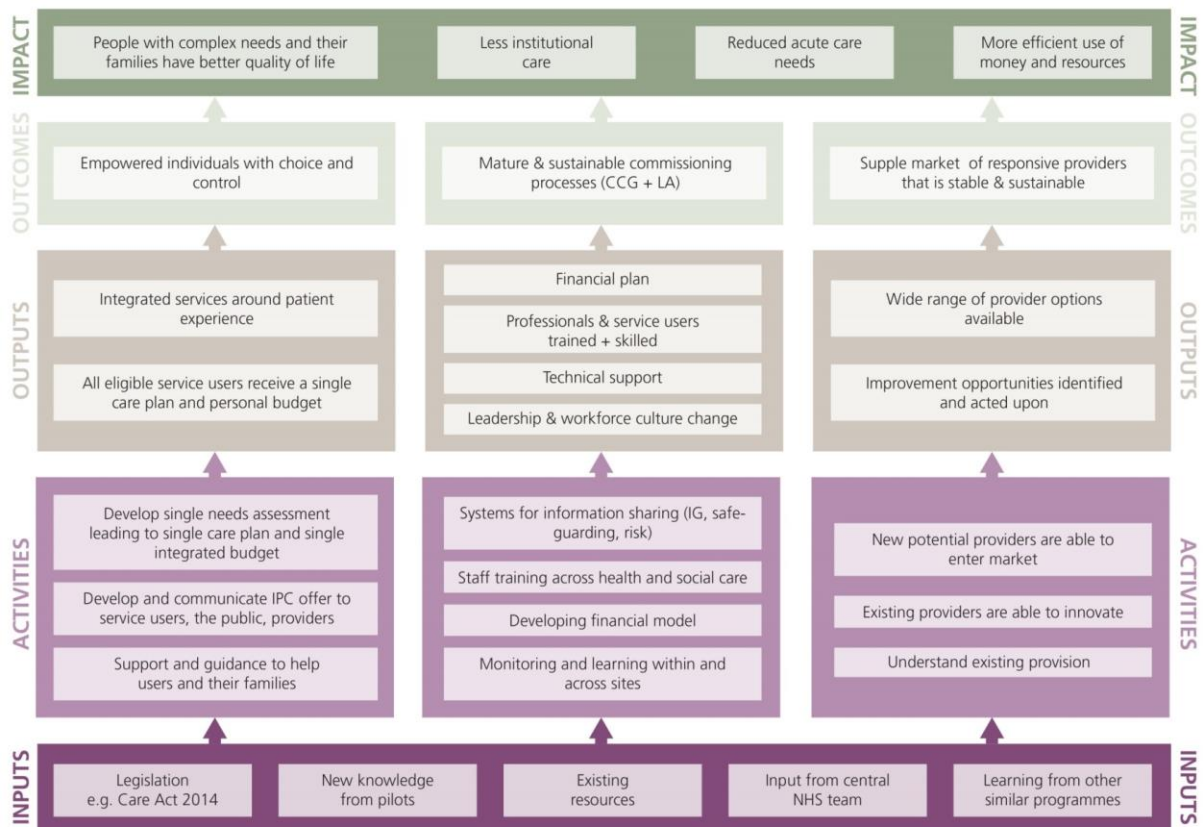 IMPACT
People with complex needs and their
families have better quality of life
Less institutional
care
Reduced acute care
needs
More efficient use of
money and resources
IMPACT
OUTCOMES
Empowered individuals with choice and
control
Mature & sustainable commissioning
processes (CCG + LA)
Supple market of responsive providers
that is stable & sustainable
OUTCOMES
OUTPUTS
Integrated services around patient
experience
All eligible service users receive a single
care plan and personal budget
Financial plan
Professionals & service users
trained + skilled
Technical support
Leadership & workforce culture change
Wide range of provider options
available
Improvement opportunities identified
and acted upon
OUTPUTS
ACTIVITIES
Develop single needs assessment
leading to single care plan and single
integrated budget
Develop and communicate IPC offer to
service users, the public, providers
Support and guidance to help
users and their families
Systems for information sharing (IG, safe-
guarding, risk)
Staff training across health and social care
Developing financial model
Monitoring and learning within and
across sites
New potential providers are able to
enter market
Existing providers are able to innovate
Understand existing provision
ACTIVITIES
INPUTS
Legislation
e.g. Care Act 2014
New knowledge
from pilots
Existing
resources
Input from central
NHS team
Learning from other
similar programmes
INPUTS